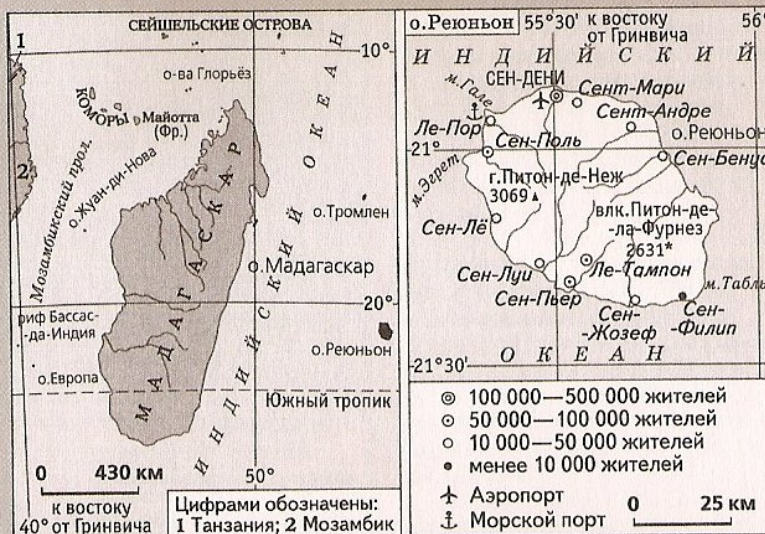 СЕЙШЕЛЬСКИЕ ОСТРОВА
1
10°
о-ва Глорьёз
КОМОРЫ
Майотта
(Фр.)
2
Мозамбикский прол.
о.Жуан-ди-Нова
МАДАГАСКАР
ИНДИЙСКИЙ ОКЕАН
о.Тромлен
о.Мадагаскар
20°
риф Бассас-
-да-Индия
о.Реюньон
о.Европа
Южный тропик
0 430 км
50°
к востоку
40° от Гринвича
Цифрами обозначены:
1 Танзания; 2 Мозамбик
о.Реюньон
55°30' к востоку
от Гринвича
56°
ИНДИЙСКИЙ
СЕН-ДЕНИ
м.Гале
Сент-Мари
Сент-Андре
Ле-Пор
о.Реюньон
Сен-Поль
21°
Сен-Бенуа
м.Эгрет
г.Питон-де-Неж
3069
влк.Питон-де-
-ла-Фурнез
2631*
Сен-Лё
Сен-Луи
Ле-Тампон
м.Табль
Сен-Пьер
Сен-
-Жозеф
Сен-
-Филип
21°30'
ОКЕАН
100 000—500 000 жителей
50 000—100 000 жителей
10 000—50 000 жителей
менее 10 000 жителей
Аэропорт
Морской порт
0 25 км